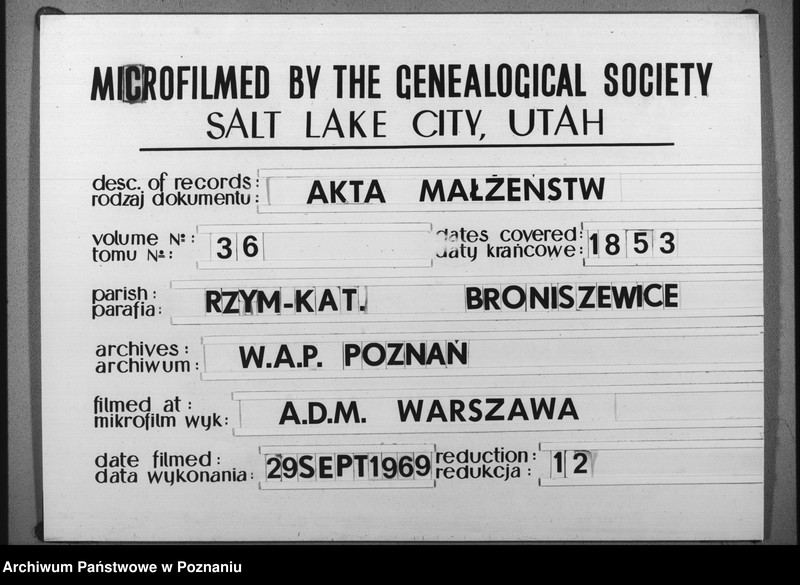 MICROFILMED BY THE GENEALOGICAL SOCIETY
SALT LAKE CITY, UTAH
desc. of records:
rodzaj dokumentu: AKTA MAŁŻEŃSTW
volume №: dates covered:
tomu №: 36 daty krańcowe: 1853
parish:
parafia: RZYM-KAT. BRONISZEWICE
archives:
archiwum: W.A.P. POZNAŃ
filmed at:
mikrofilm wyk: A.D.M. WARSZAWA
date filmed: reduction:
data wykonania: 29SEPT1969 redukcja: 12
Archiwum Państwowe w Poznaniu